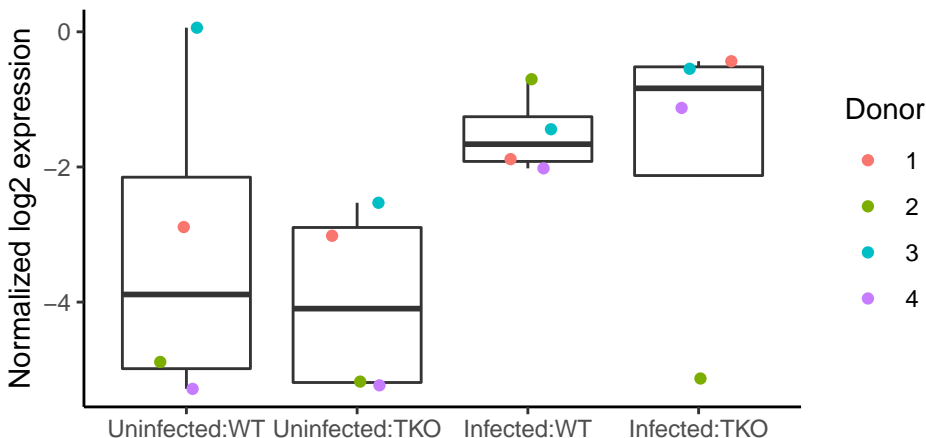 Normalized log2 expression
0
−2
−4
Uninfected:WT
Uninfected:TKO
Infected:WT
Infected:TKO
Donor
1
2
3
4